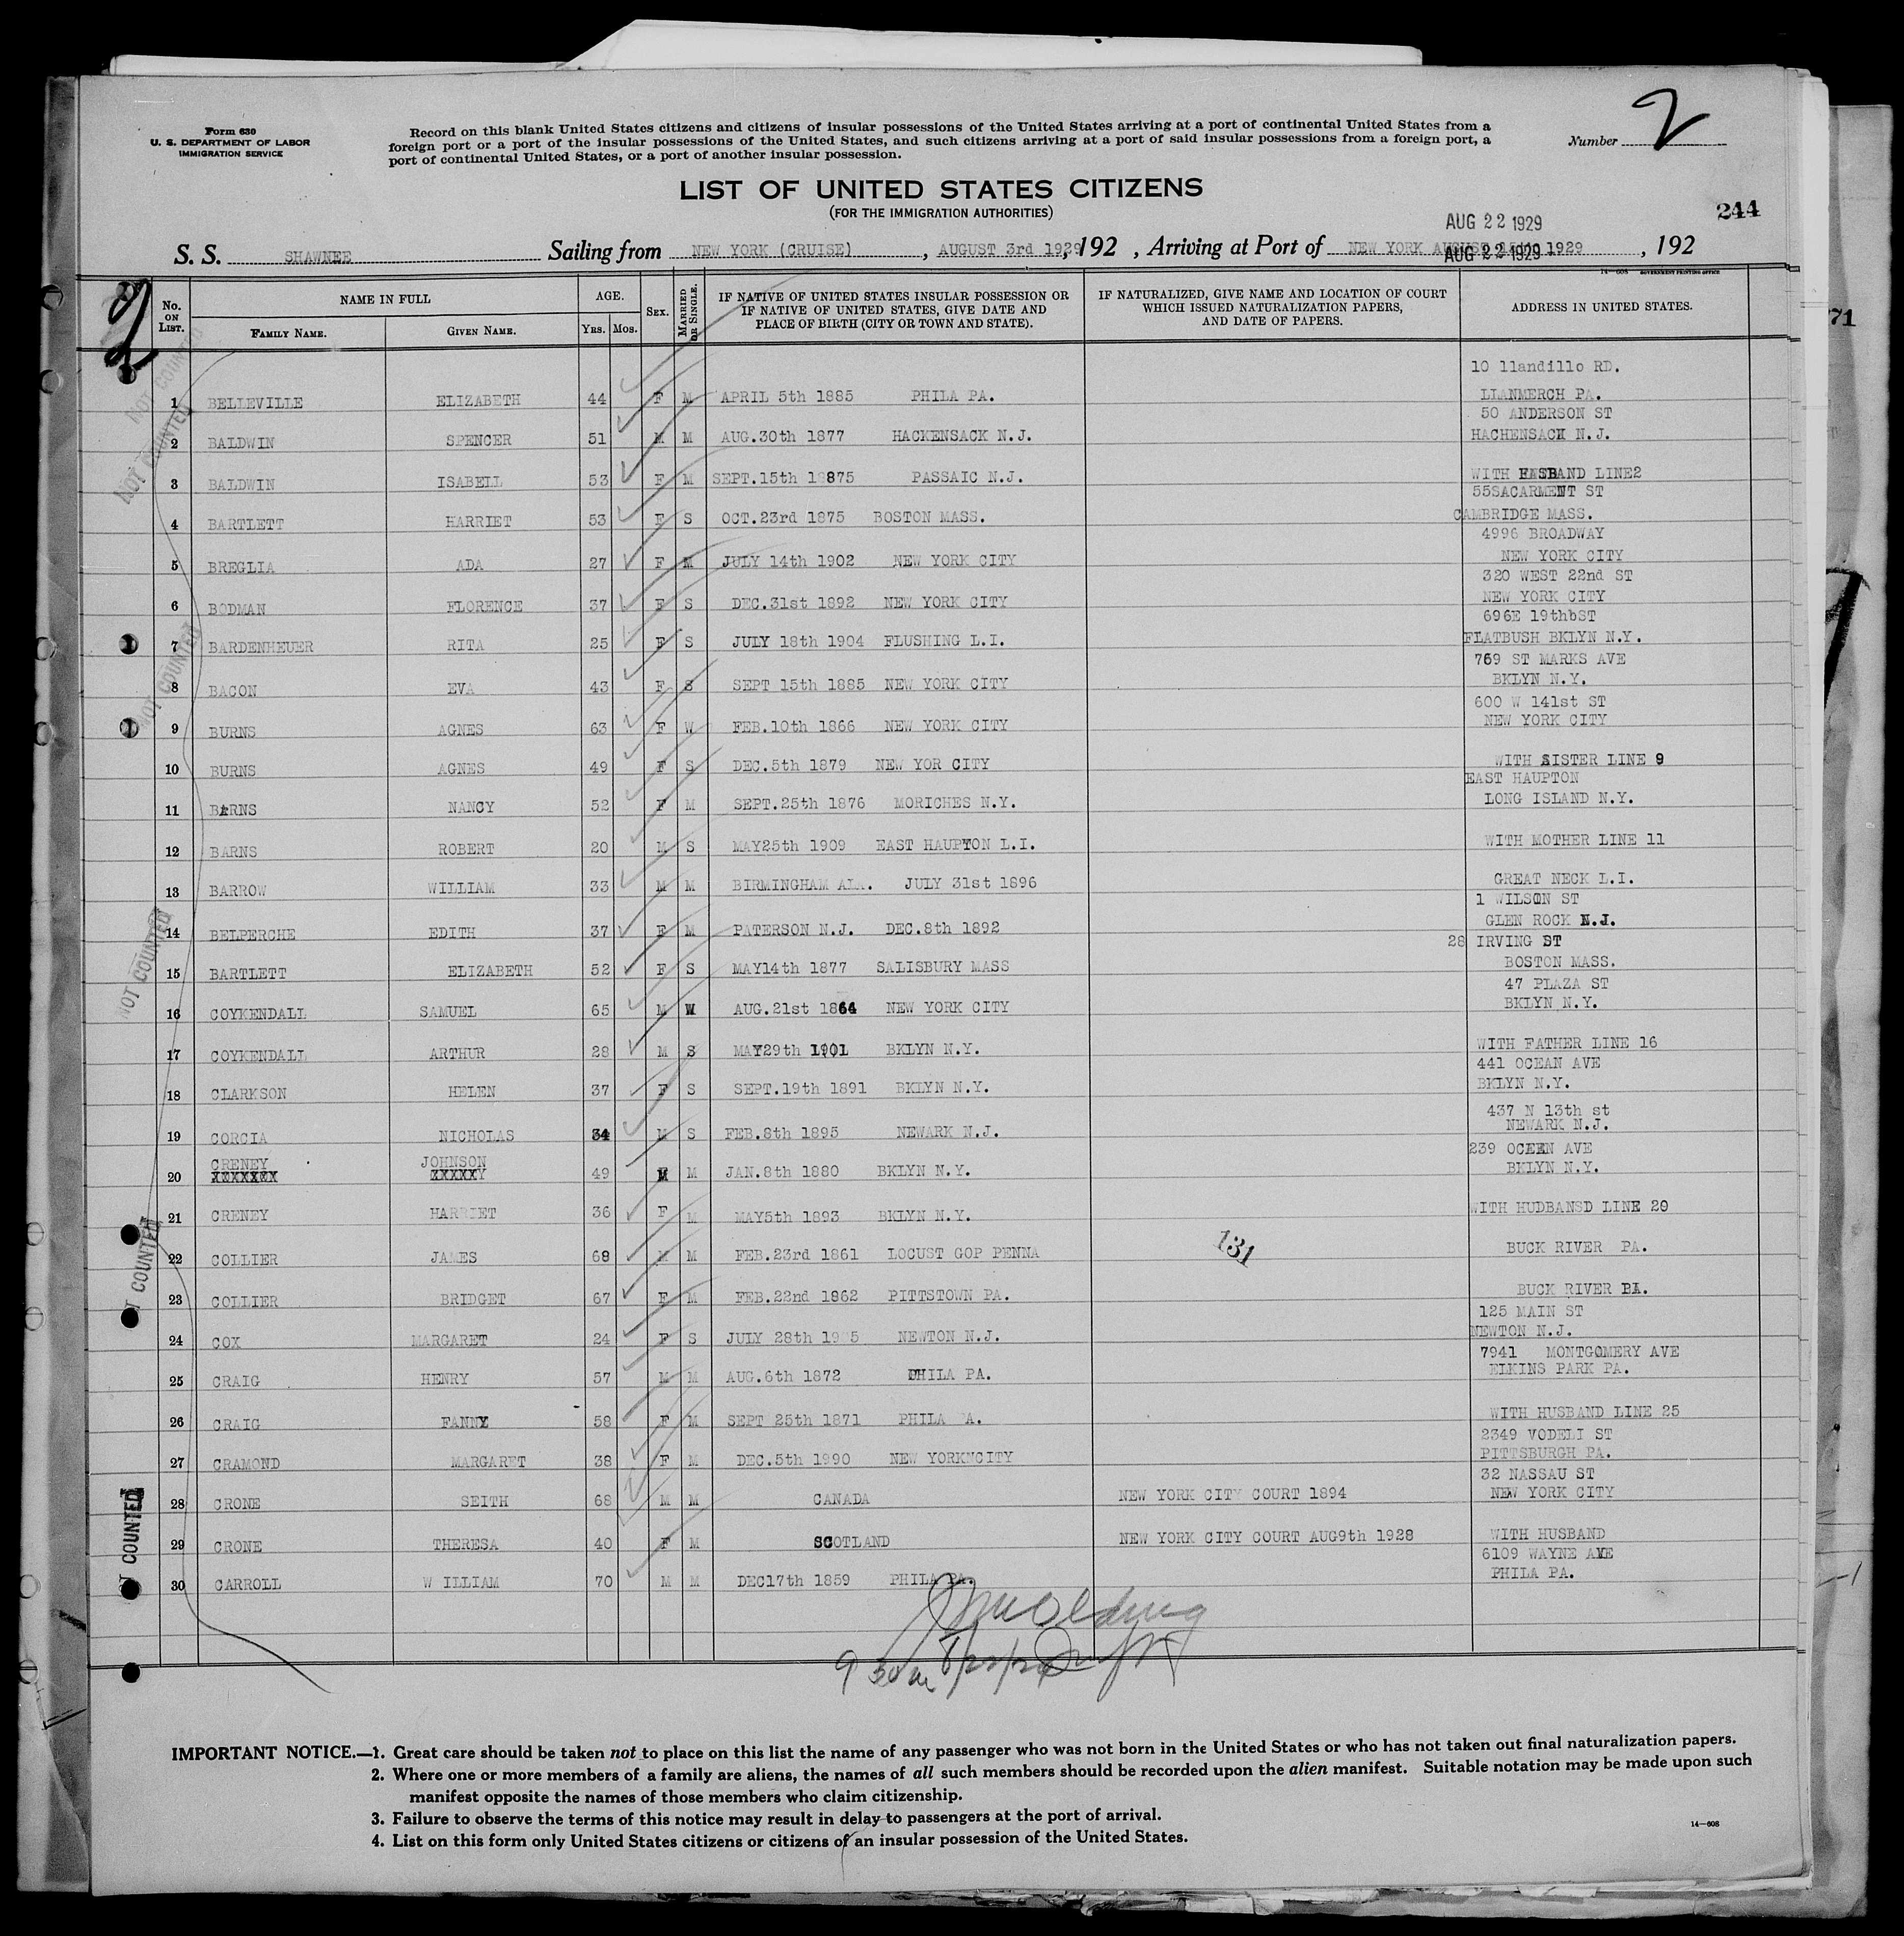 Form 630
U. S. DEPARTMENT OF LABOR
IMMIGRATION SERVICE
Record on this blank United States citizens and citizens of insular possessions of the United States arriving at a port of continental United States from a
foreign port or a port of the insular possessions of the United States, and such citizens arriving at a port of said insular possessions from a foreign port, a
port of continental United States, or a port of another insular possession.
Number 2
LIST OF UNITED STATES CITIZENS
(FOR THE IMMIGRATION AUTHORITIES)
AUG 22 1929
244
S. S. SHAWNEE Sailing from NEW YORK (CRUISE) , AUGUST 3rd 1929, 192 , Arriving at Port of NEW YORK AUGUST 1929 , 192
AUG 22 1929
14—608 GOVERNMENT PRINTING OFFICE
71
No. ON LIST. NAME IN FULL FAMILY NAME. GIVEN NAME. AGE. Yrs. Mos. SEX. MARRIED OR SINGLE. IF NATIVE OF UNITED STATES INSULAR POSSESSION OR IF NATIVE OF UNITED STATES, GIVE DATE AND PLACE OF BIRTH (CITY OR TOWN AND STATE). IF NATURALIZED, GIVE NAME AND LOCATION OF COURT WHICH ISSUED NATURALIZATION PAPERS, AND DATE OF PAPERS. ADDRESS IN UNITED STATES.
10 llandillo RD.
1 BELLEVILLE ELIZABETH 44 F M APRIL 5th 1885 PHILA PA. LLANMERCH PA.
50 ANDERSON ST
2 BALDWIN SPENCER 51 M M AUG.30th 1877 HACKENSACK N.J. HACHENSACK N.J.
3 BALDWIN ISABELL 53 F M SEPT.15th 1875 PASSAIC N.J. WITH HUSBAND LINE2
55SACARMENT ST
4 BARTLETT HARRIET 53 F S OCT.23rd 1875 BOSTON MASS. CAMBRIDGE MASS.
4996 BROADWAY
5 BREGLIA ADA 27 F M JULY 14th 1902 NEW YORK CITY NEW YORK CITY
320 WEST 22nd ST
6 BODMAN FLORENCE 37 F S DEC.31st 1892 NEW YORK CITY NEW YORK CITY
696E 19thbST
7 BARDENHEUER RITA 25 F S JULY 18th 1904 FLUSHING L.I. FLATBUSH BKLYN N.Y.
769 ST MARKS AVE
8 BACON EVA 43 F S SEPT 15th 1885 NEW YORK CITY BKLYN N.Y.
600 W 141st ST
9 BURNS AGNES 63 F W FEB.10th 1866 NEW YORK CITY NEW YORK CITY
10 BURNS AGNES 49 F S DEC.5th 1879 NEW YOR CITY WITH SISTER LINE 9
EAST HAUPTON
11 BARNS NANCY 52 F M SEPT.25th 1876 MORICHES N.Y. LONG ISLAND N.Y.
12 BARNS ROBERT 20 M S MAY25th 1909 EAST HAUPTON L.I. WITH MOTHER LINE 11
13 BARROW WILLIAM 33 M M BIRMINGHAM ALA. JULY 31st 1896 GREAT NECK L.I.
1 WILSON ST
14 BELPERCHE EDITH 37 F M PATERSON N.J. DEC.8th 1892 GLEN ROCK N.J.
28 IRVING ST
15 BARTLETT ELIZABETH 52 F S MAY14th 1877 SALISBURY MASS BOSTON MASS.
47 PLAZA ST
16 COYKENDALL SAMUEL 65 M W AUG.21st 1864 NEW YORK CITY BKLYN N.Y.
17 COYKENDALL ARTHUR 28 M S MAY29th 1901 BKLYN N.Y. WITH FATHER LINE 16
441 OCEAN AVE
18 CLARKSON HELEN 37 F S SEPT.19th 1891 BKLYN N.Y. BKLYN N.Y.
437 N 13th st
19 CORCIA NICHOLAS 34 M S FEB.8th 1895 NEWARK N.J. NEWARK N.J.
239 OCEEN AVE
20 CRENEY JOHNSON 49 M M JAN.8th 1880 BKLYN N.Y. BKLYN N.Y.
21 CRENEY HARRIET 36 F M MAY5th 1893 BKLYN N.Y. WITH HUDBANSD LINE 20
22 COLLIER JAMES 68 M M FEB.23rd 1861 LOCUST GOP PENNA 131 BUCK RIVER PA.
23 COLLIER BRIDGET 67 F M FEB.22nd 1862 PITTSTOWN PA. BUCK RIVER PA.
125 MAIN ST
24 COX MARGARET 24 F S JULY 28th 1905 NEWTON N.J. NEWTON N.J.
7941 MONTGOMERY AVE
25 CRAIG HENRY 57 M M AUG.6th 1872 PHILA PA. ELKINS PARK PA.
26 CRAIG FANNY 58 F M SEPT 25th 1871 PHILA A. WITH HUSBAND LINE 25
2349 VODELI ST
27 CRAMOND MARGARET 38 F M DEC.5th 1990 NEW YORKNCITY PITTSBURGH PA.
32 NASSAU ST
28 CRONE SEITH 68 M M CANADA NEW YORK CITY COURT 1894 NEW YORK CITY
29 CRONE THERESA 40 F M SCOTLAND NEW YORK CITY COURT AUG9th 1928 WITH HUSBAND
6109 WAYNE AVE
30 CARROLL W ILLIAM 70 M M DEC17th 1859 PHILA PA. PHILA PA.
NOT COUNTED
NOT COUNTED
NOT COUNTED
NOT COUNTED
COUNTED
COUNTED
9 30 am 8/22/29
IMPORTANT NOTICE.—1. Great care should be taken not to place on this list the name of any passenger who was not born in the United States or who has not taken out final naturalization papers.
2. Where one or more members of a family are aliens, the names of all such members should be recorded upon the alien manifest. Suitable notation may be made upon such
manifest opposite the names of those members who claim citizenship.
3. Failure to observe the terms of this notice may result in delay to passengers at the port of arrival.
4. List on this form only United States citizens or citizens of an insular possession of the United States.
14—608